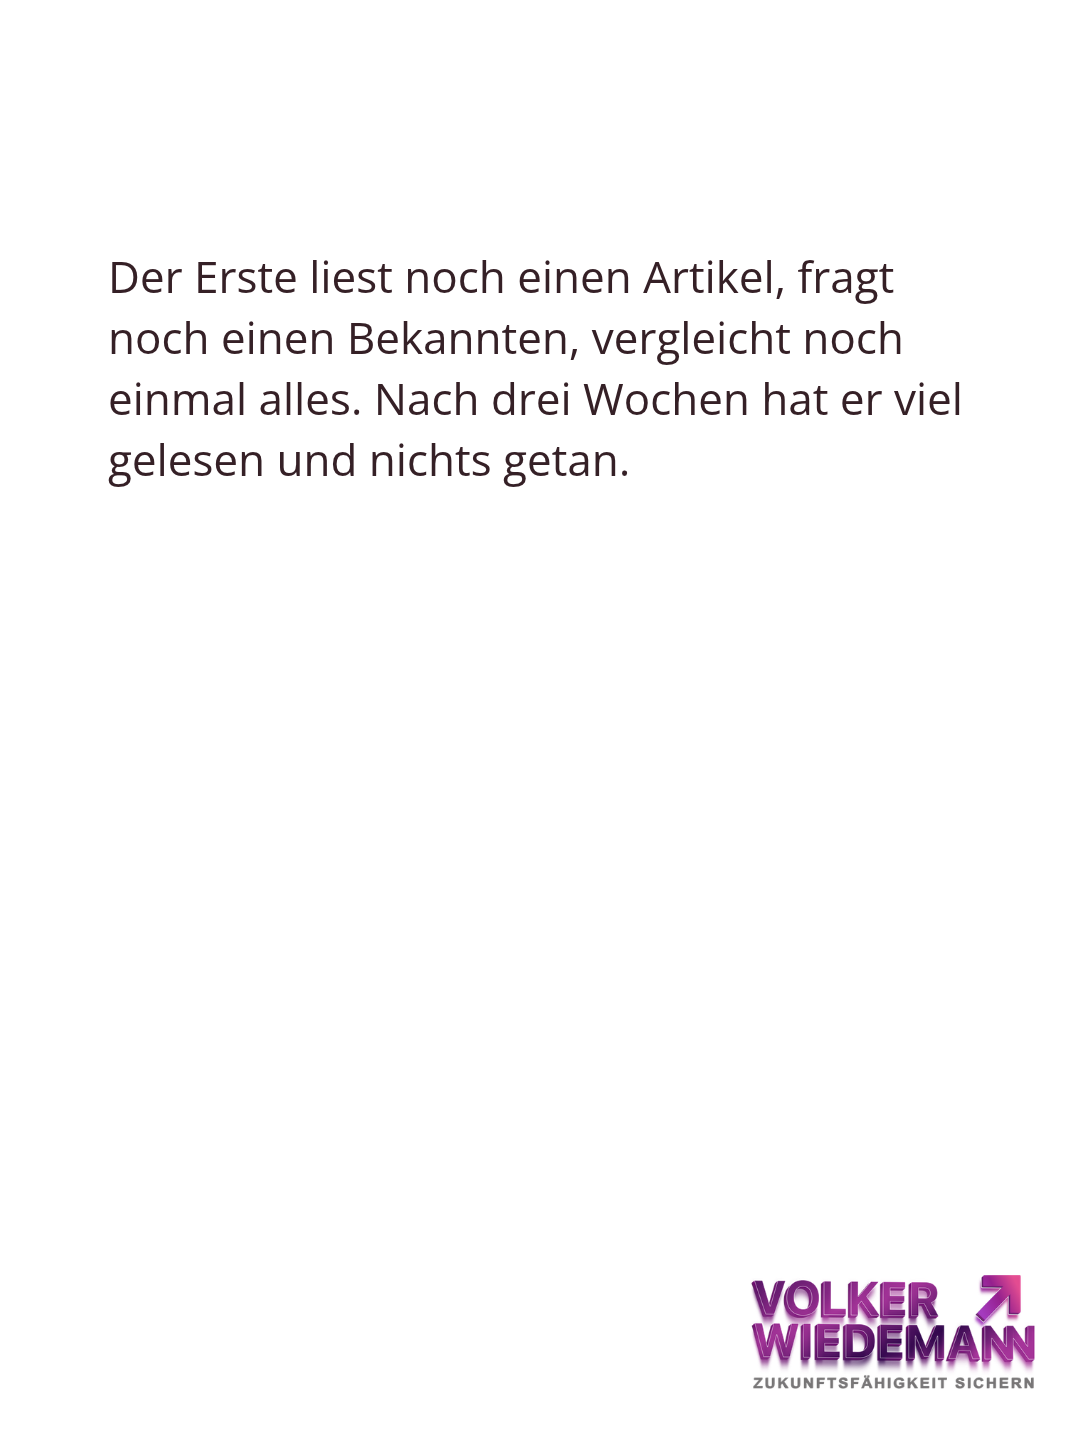 Der Erste liest noch einen Artikel, fragt
noch einen Bekannten, vergleicht noch
einmal alles. Nach drei Wochen hat er viel
gelesen und nichts getan.
VOLKER
WIEDEMANN
ZUKUNFTSFÄHIGKEIT SICHERN